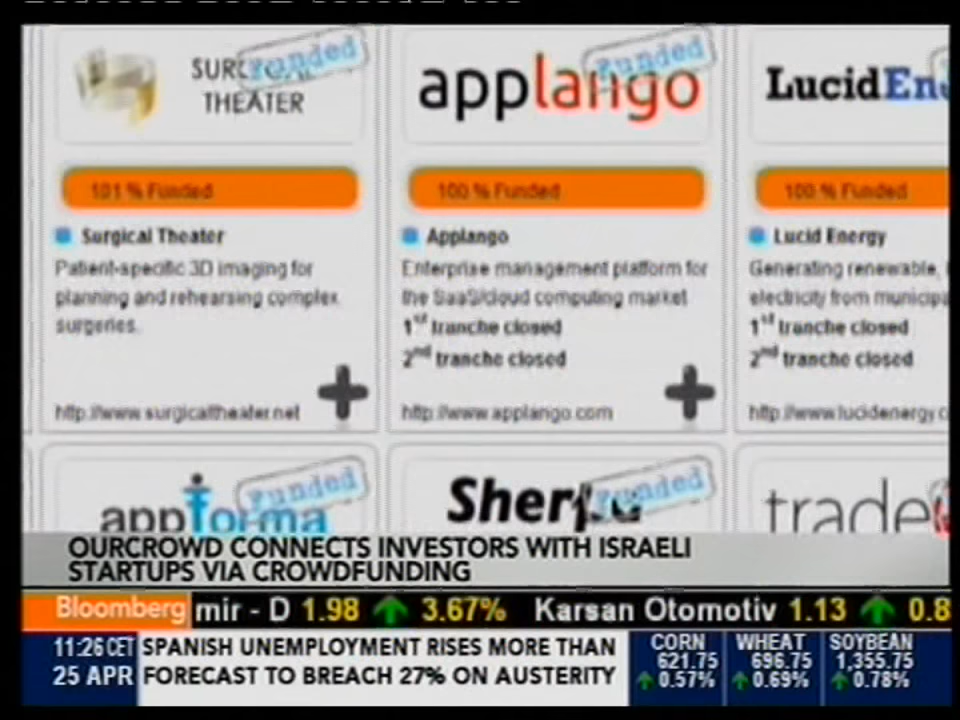 SURGICAL Funded
THEATER
applango Funded
LucidEn
101 % Funded
100 % Funded
100 % Funded
Surgical Theater
Patient-specific 3D imaging for
planning and rehearsing complex
surgeries.
http://www.surgicaltheater.net
Applango
Enterprise management platform for
the SaaS/cloud computing market
1st tranche closed
2nd tranche closed
http://www.applango.com
Lucid Energy
Generating renewable,
electricity from municipa
1st tranche closed
2nd tranche closed
http://www.lucidenergy.c
appforma Funded
Funded
trade
OURCROWD CONNECTS INVESTORS WITH ISRAELI
STARTUPS VIA CROWDFUNDING
Bloomberg mir - D 1.98 3.67% Karsan Otomotiv 1.13 0.8
11:26 CET
25 APR
SPANISH UNEMPLOYMENT RISES MORE THAN
FORECAST TO BREACH 27% ON AUSTERITY
CORN
621.75
0.57%
WHEAT
696.75
0.69%
SOYBEAN
1,355.75
0.78%